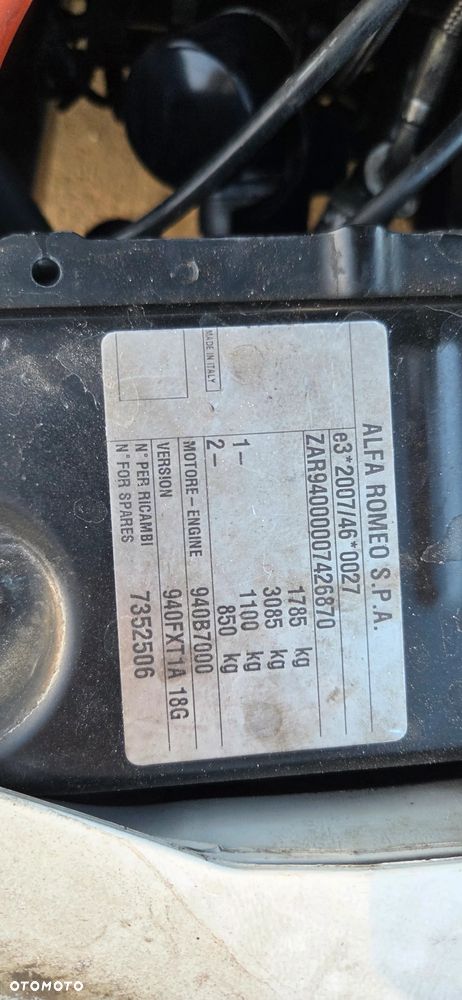 ALFA ROMEO S.P.A.
e3*2007/46*0027
ZAR94000007426870
1785 kg
3085 kg
1- 1100 kg
2- 850 kg
MOTORE-ENGINE 940B7000
VERSION 940FXT1A 18G
N° PER RICAMBI
N° FOR SPARES 7352506
MADE IN ITALY
OTOMOTO